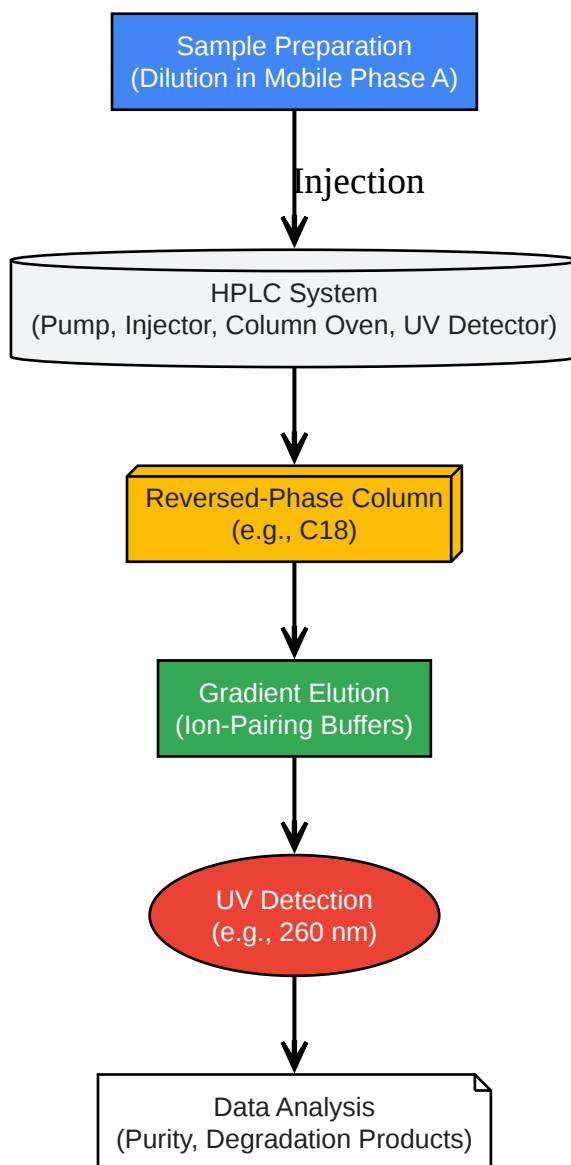 Sample Preparation
(Dilution in Mobile Phase A)
Injection
HPLC System
(Pump, Injector, Column Oven, UV Detector)
Reversed-Phase Column
(e.g., C18)
Gradient Elution
(Ion-Pairing Buffers)
UV Detection
(e.g., 260 nm)
Data Analysis
(Purity, Degradation Products)